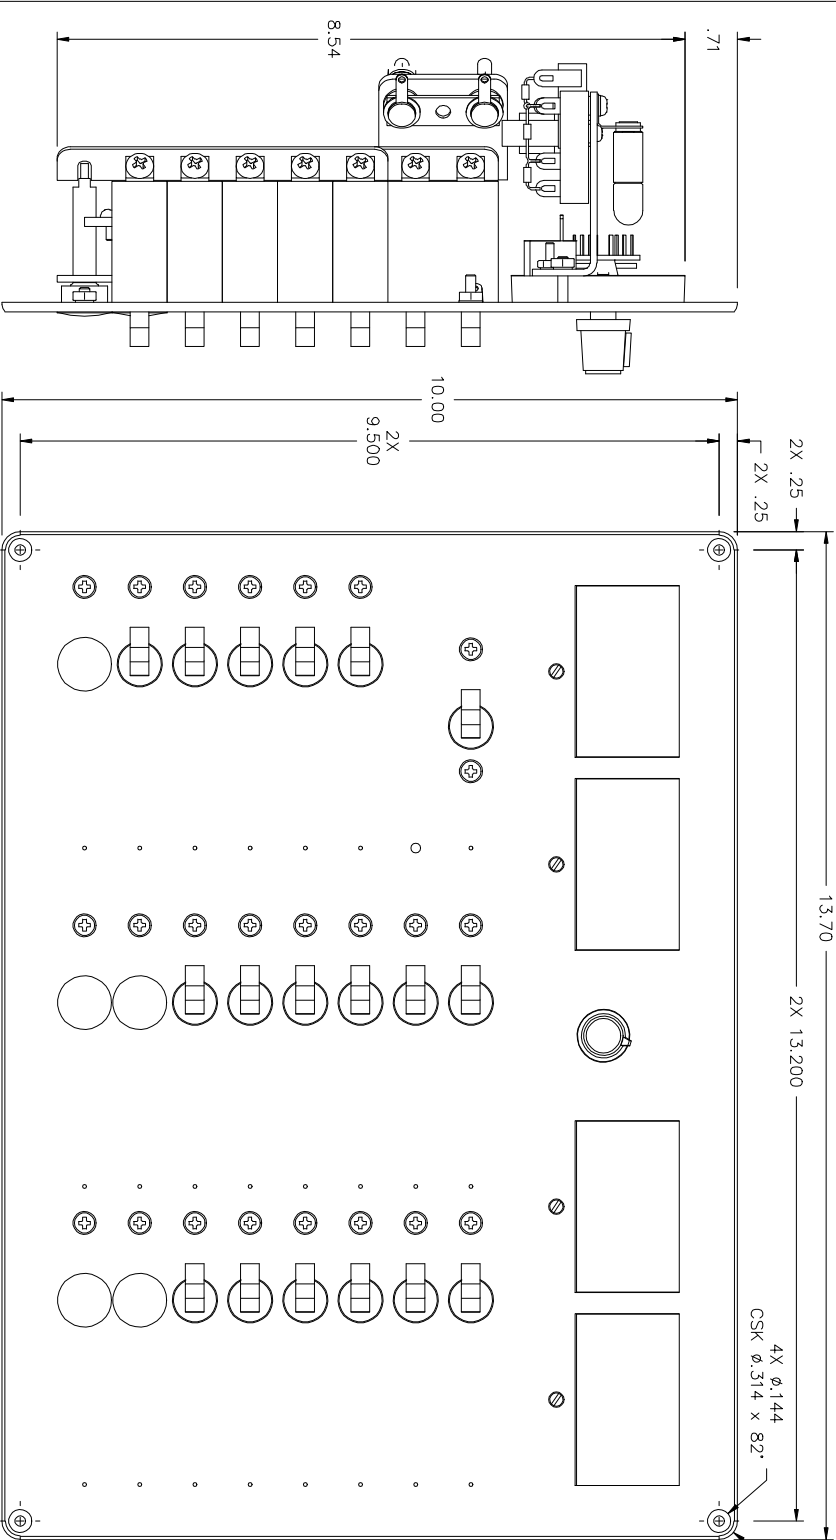 8.54
.71
10.00
2X
9.500
2X .25
2X .25
13.70
2X 13.200
4X Ø.144
CSK Ø.314 x 82°